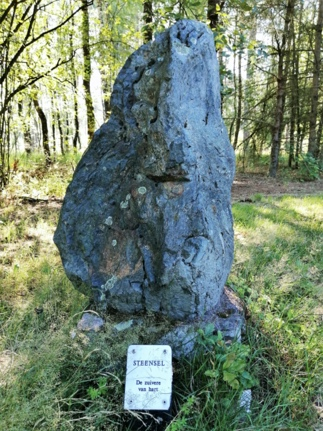 STEENSEL
De zuivere
van hart